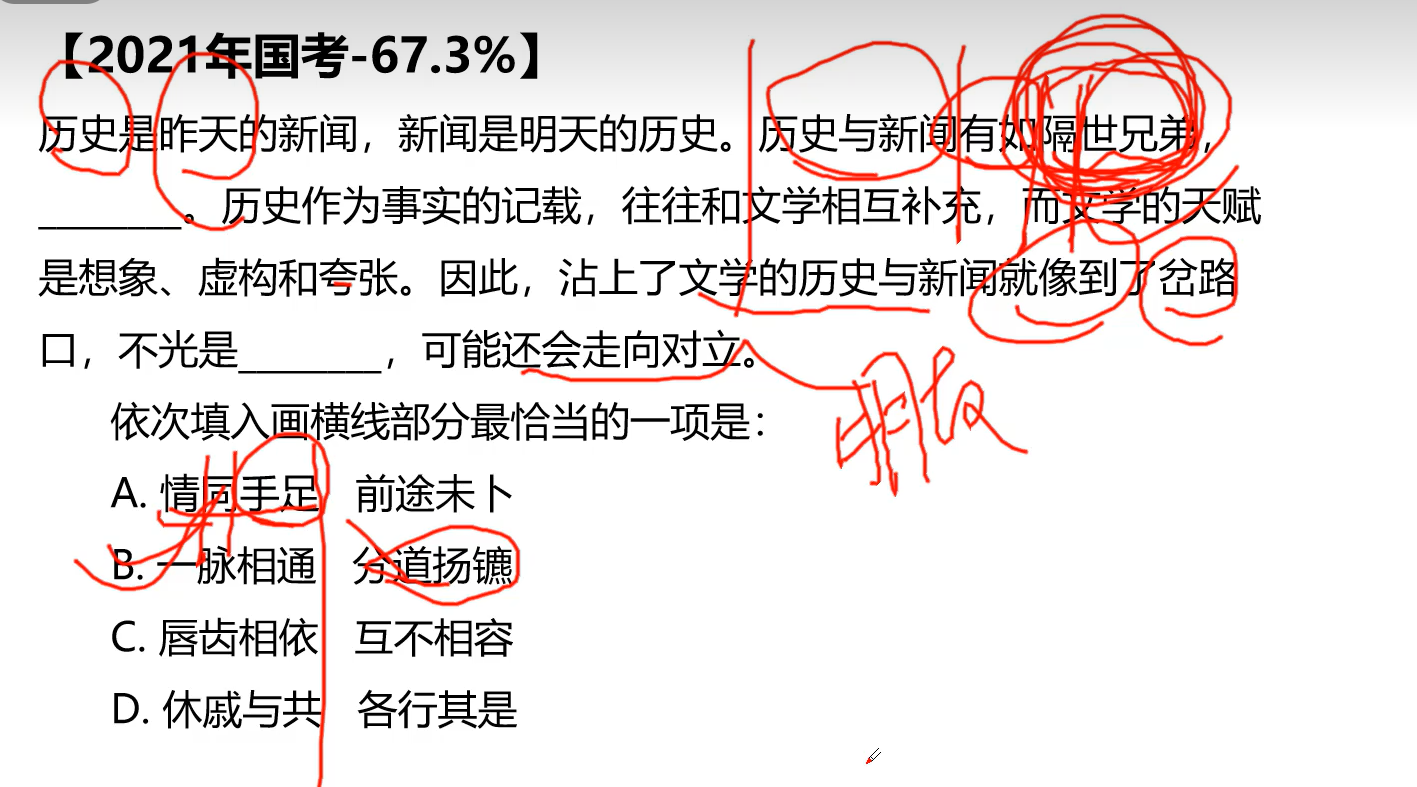 【2021年国考-67.3%】
历史是昨天的新闻，新闻是明天的历史。历史与新闻有如隔世兄弟，
________。历史作为事实的记载，往往和文学相互补充，而文学的天赋
是想象、虚构和夸张。因此，沾上了文学的历史与新闻就像到了岔路
口，不光是________，可能还会走向对立。
依次填入画横线部分最恰当的一项是：
A. 情同手足 前途未卜
B. 一脉相通 分道扬镳
C. 唇齿相依 互不相容
D. 休戚与共 各行其是